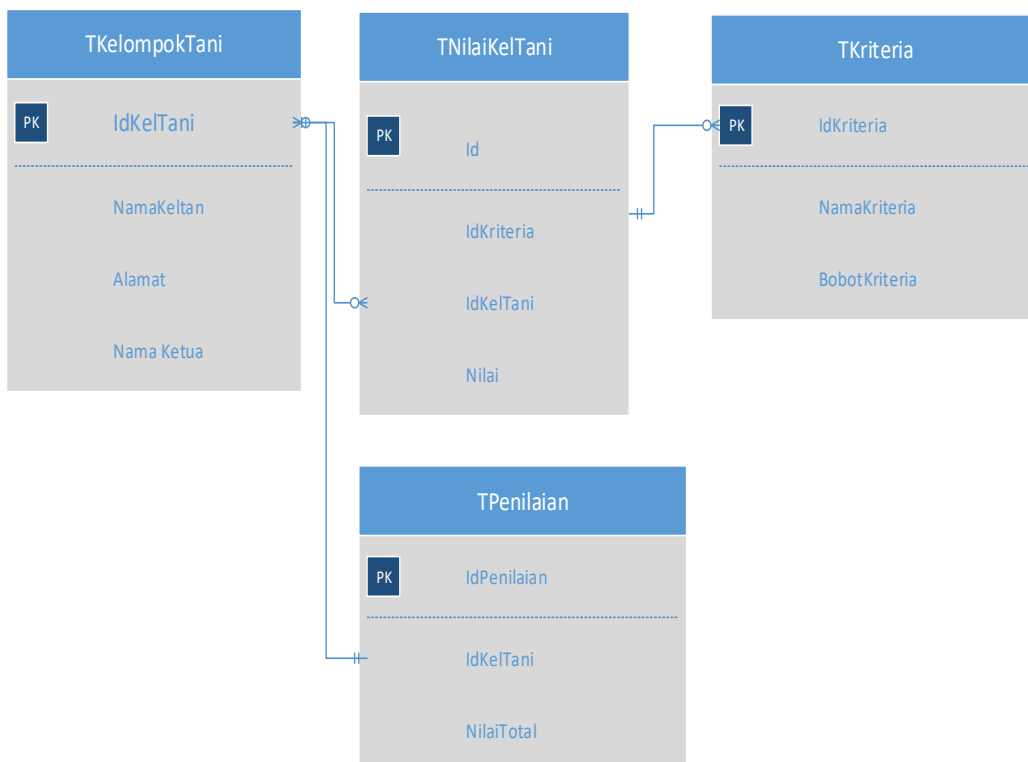 TKelompokTani
PK
IdKelTani
NamaKeltan
Alamat
Nama Ketua
TNilaiKelTani
PK
Id
IdKriteria
IdKelTani
Nilai
TKriteria
PK
IdKriteria
NamaKriteria
BobotKriteria
TPenilaian
PK
IdPenilaian
IdKelTani
NilaiTotal